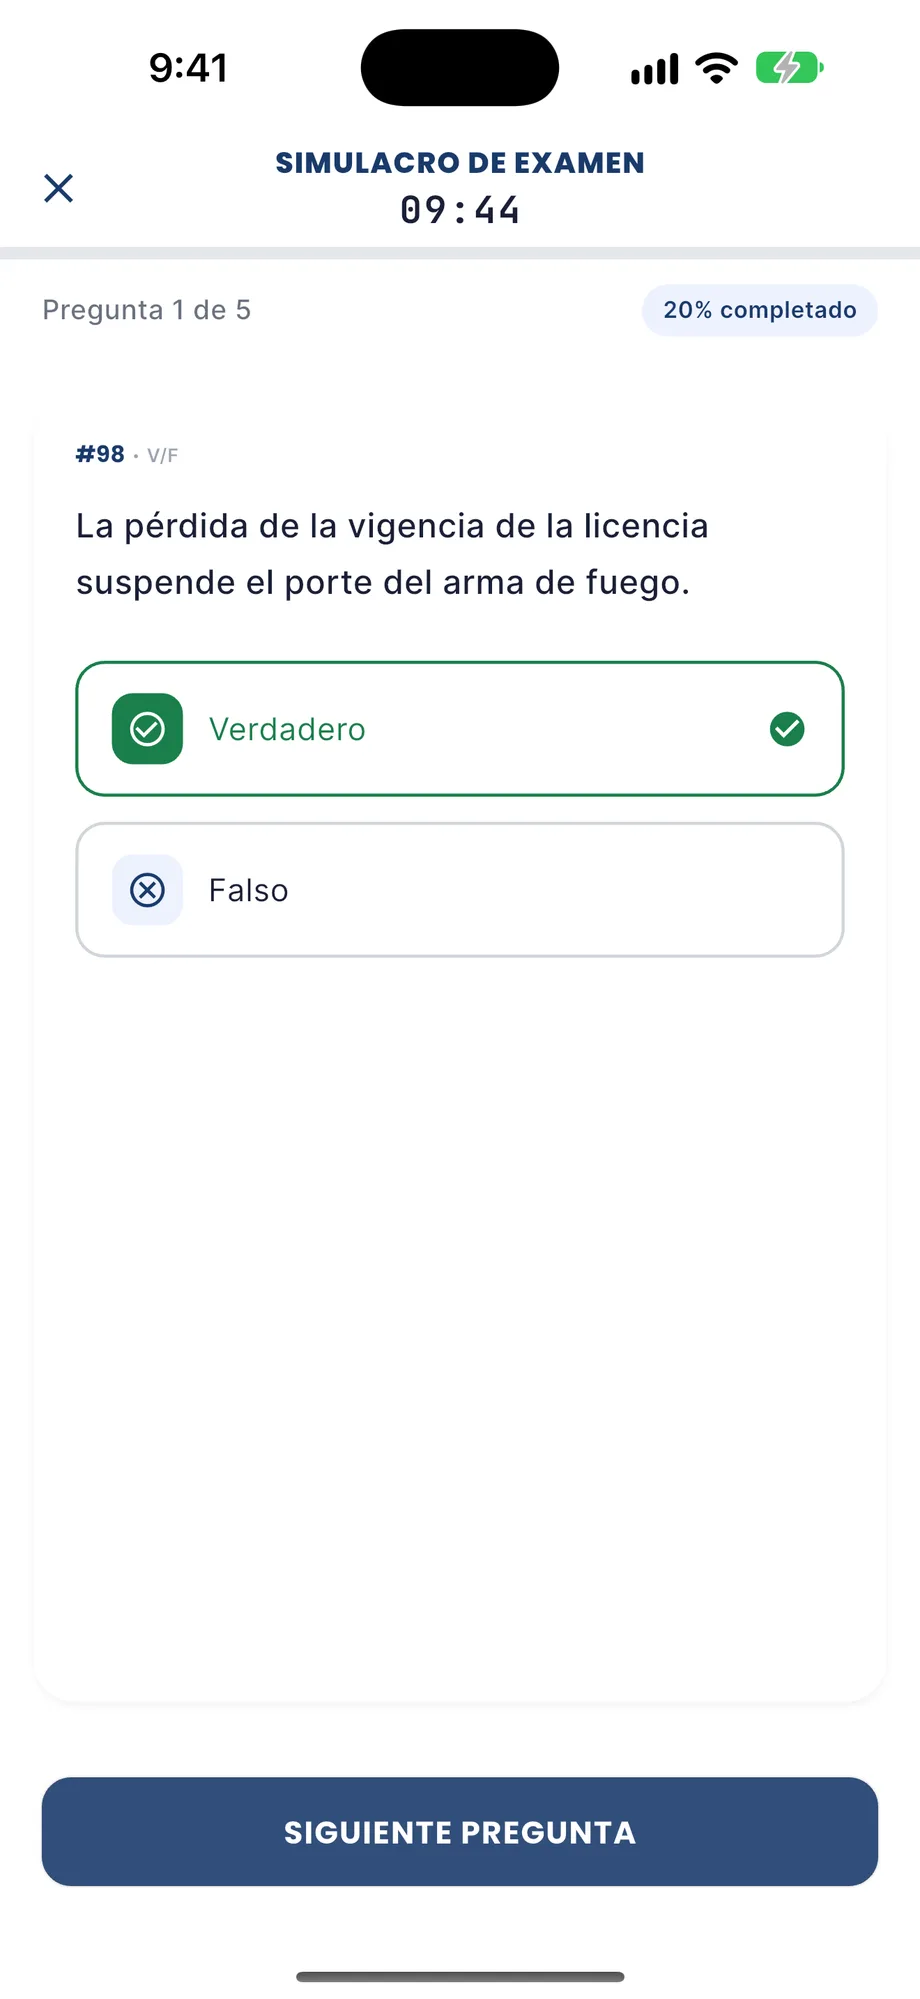 9:41
SIMULACRO DE EXAMEN
09:44
Pregunta 1 de 5
20% completado
#98 · V/F
La pérdida de la vigencia de la licencia
suspende el porte del arma de fuego.
Verdadero
Falso
SIGUIENTE PREGUNTA